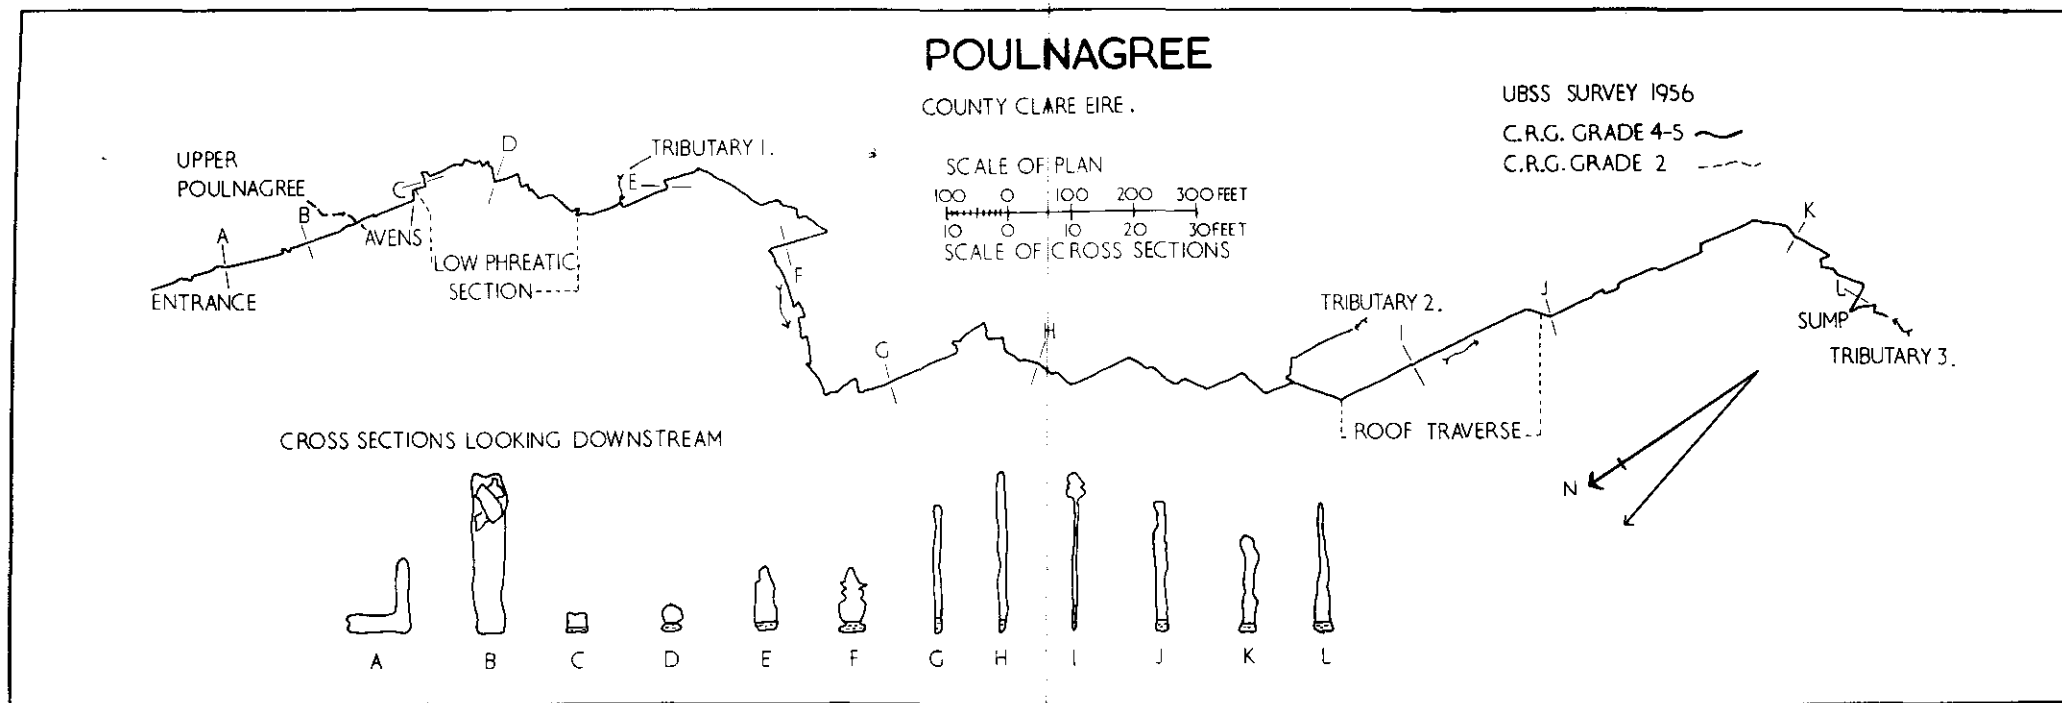 POULNAGREE
COUNTY CLARE EIRE.
UBSS SURVEY 1956
C.R.G. GRADE 4-5
C.R.G. GRADE 2
SCALE OF PLAN
100 0 100 200 300 FEET
10 0 10 20 30 FEET
SCALE OF CROSS SECTIONS
UPPER
POULNAGREE
A
B
C
D
E
F
G
H
I
J
K
L
ENTRANCE
AVENS
LOW PHREATIC
SECTION
TRIBUTARY 1.
TRIBUTARY 2.
ROOF TRAVERSE
SUMP
TRIBUTARY 3.
N
CROSS SECTIONS LOOKING DOWNSTREAM
A B C D E F G H I J K L